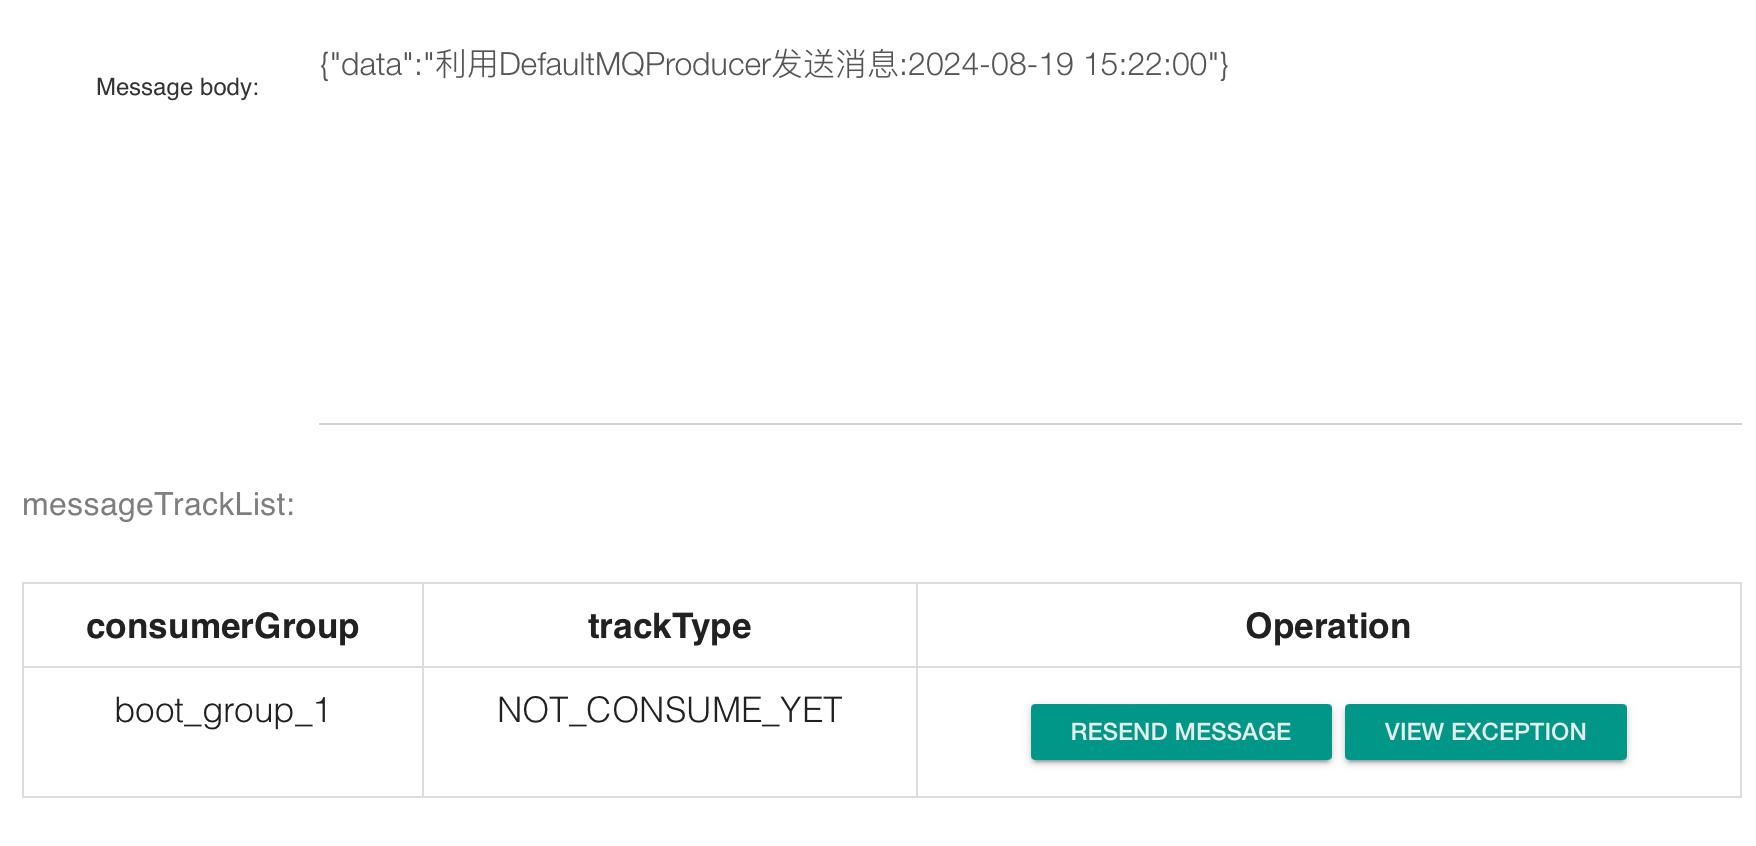 Message body:
{"data":"利用DefaultMQProducer发送消息:2024-08-19 15:22:00"}
messageTrackList:
consumerGroup trackType Operation
boot_group_1 NOT_CONSUME_YET RESEND MESSAGE VIEW EXCEPTION